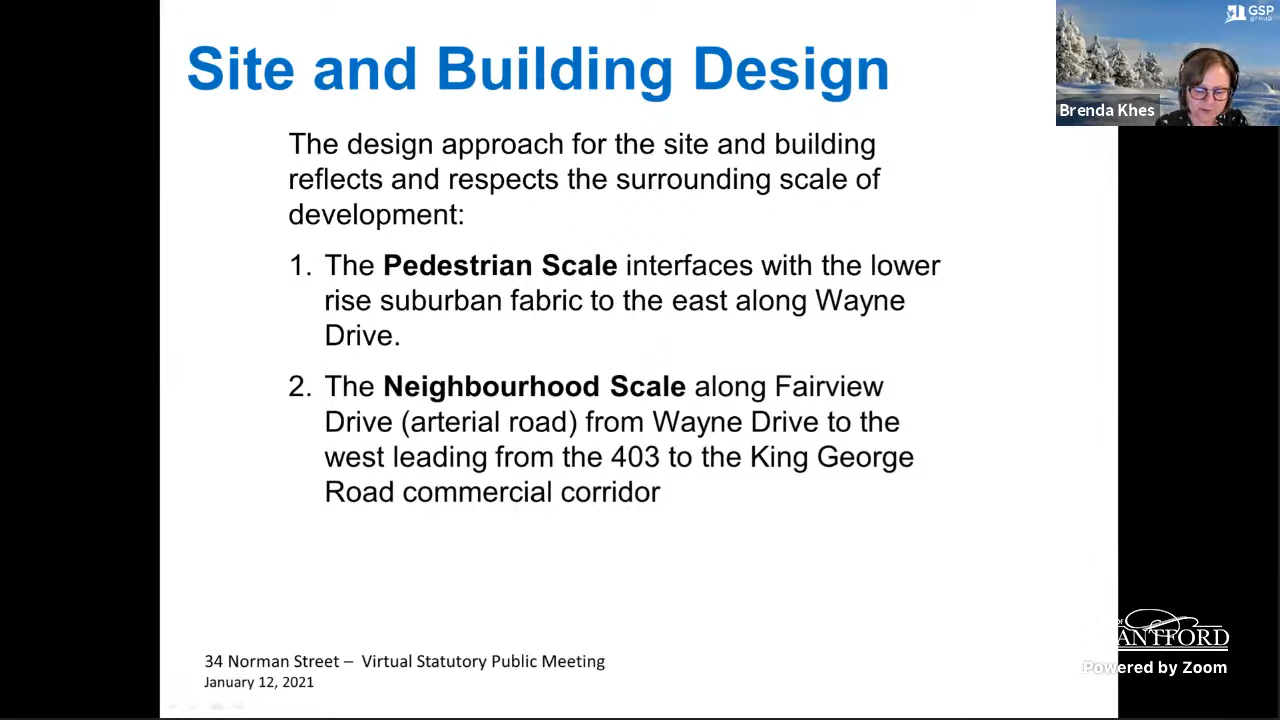 Site and Building Design
GSP
group
Brenda Khes
The design approach for the site and building
reflects and respects the surrounding scale of
development:
1. The Pedestrian Scale interfaces with the lower
rise suburban fabric to the east along Wayne
Drive.
2. The Neighbourhood Scale along Fairview
Drive (arterial road) from Wayne Drive to the
west leading from the 403 to the King George
Road commercial corridor
34 Norman Street – Virtual Statutory Public Meeting
January 12, 2021
ANTFORD
Powered by Zoom